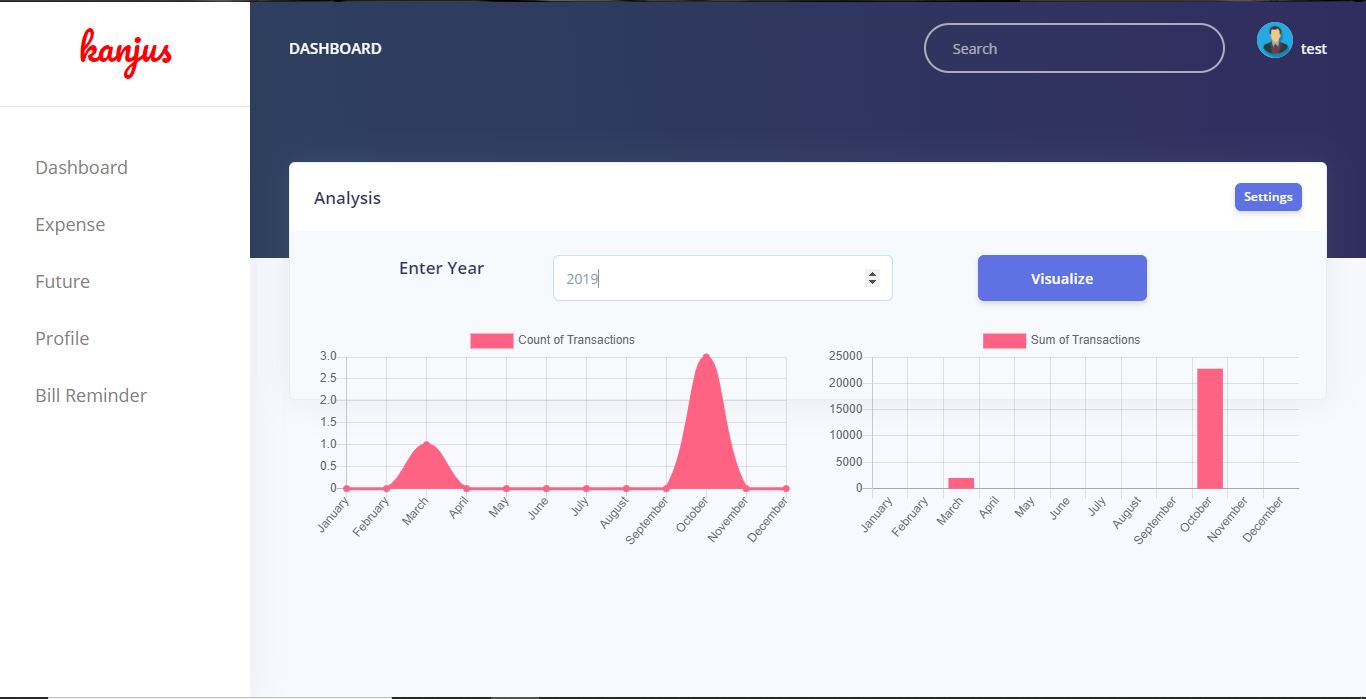 kanjus
DASHBOARD
Search
test
Dashboard
Expense
Future
Profile
Bill Reminder
Analysis
Settings
Enter Year
2019
Visualize
Count of Transactions
3.0
2.5
2.0
1.5
1.0
0.5
0
January
February
March
April
May
June
July
August
September
October
November
December
Sum of Transactions
25000
20000
15000
10000
5000
0
January
February
March
April
May
June
July
August
September
October
November
December